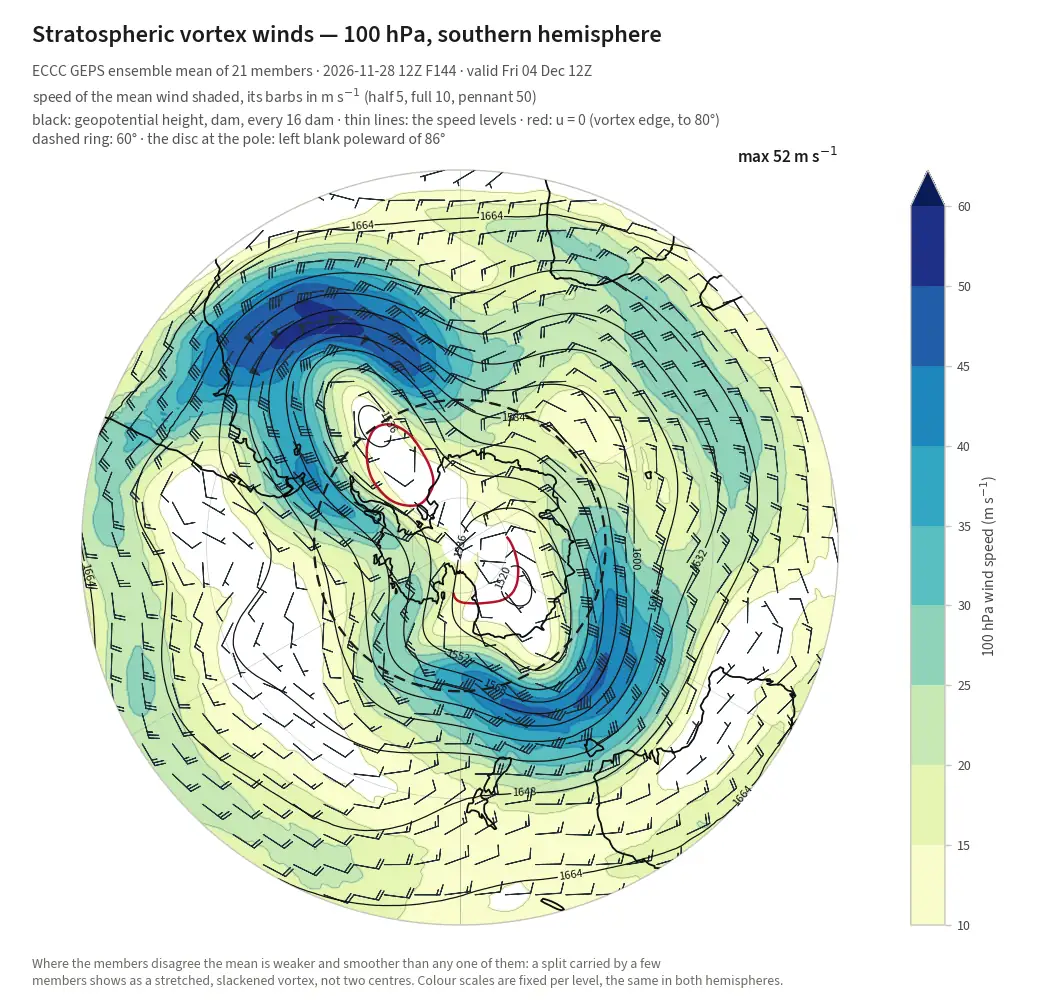 Stratospheric vortex winds — 100 hPa, southern hemisphere
ECCC GEPS ensemble mean of 21 members · 2026-11-28 12Z F144 · valid Fri 04 Dec 12Z
speed of the mean wind shaded, its barbs in m s⁻¹ (half 5, full 10, pennant 50)
black: geopotential height, dam, every 16 dam · thin lines: the speed levels · red: u = 0 (vortex edge, to 80°)
dashed ring: 60° · the disc at the pole: left blank poleward of 86°
max 52 m s⁻¹
60
50
45
40
35
30
25
20
15
10
100 hPa wind speed (m s⁻¹)
1664
1664
1584
1600
1632
1616
1664
1520
1552
1648
1664
1664
Where the members disagree the mean is weaker and smoother than any one of them: a split carried by a few
members shows as a stretched, slackened vortex, not two centres. Colour scales are fixed per level, the same in both hemispheres.